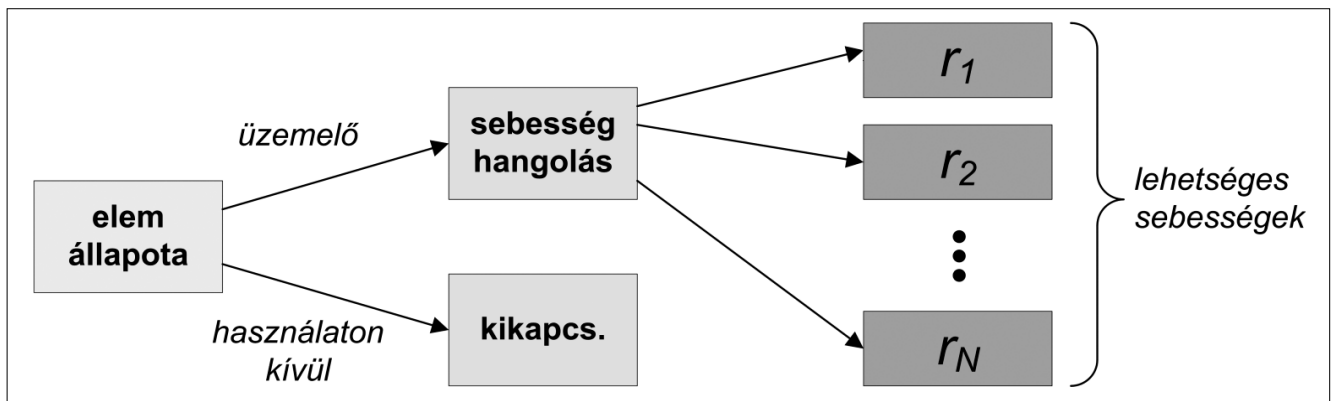 elem
állapota
üzemelő
használaton
kívül
sebesség
hangolás
kikapcs.
r1
r2
rN
lehetséges
sebességek